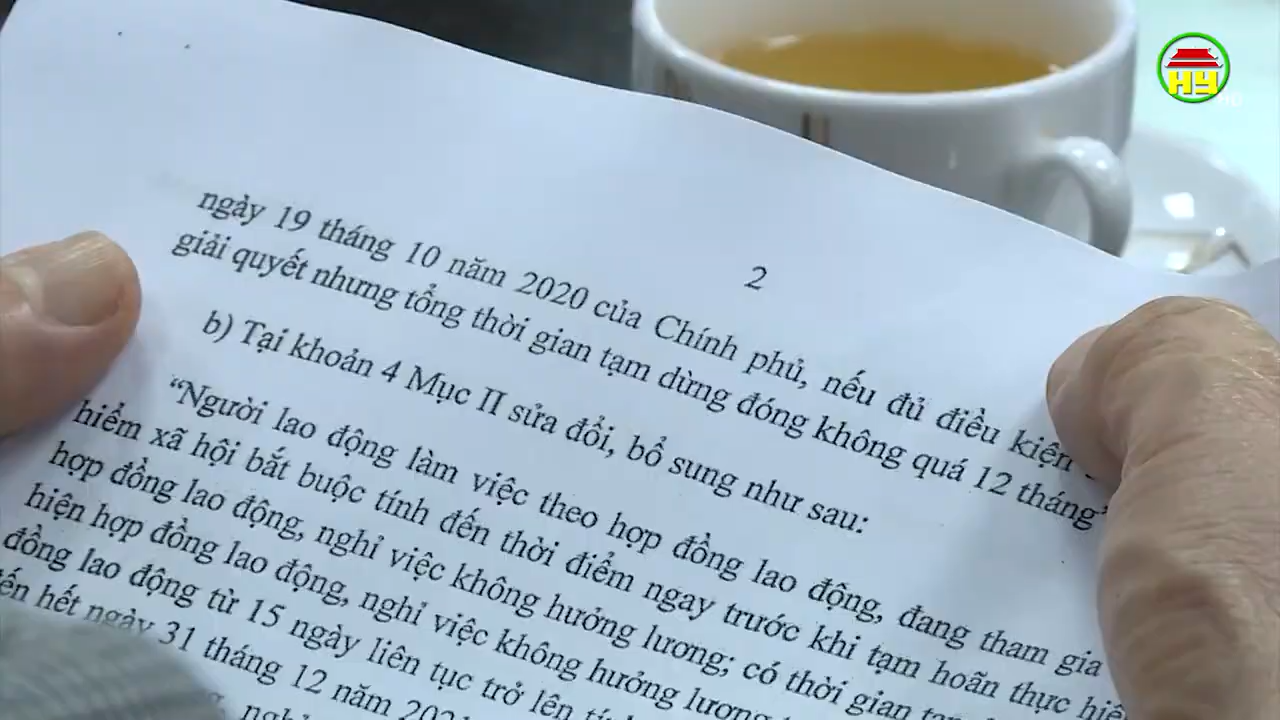 HY
2
ngày 19 tháng 10 năm 2020 của Chính phủ, nếu đủ điều kiện
giải quyết nhưng tổng thời gian tạm dừng đóng không quá 12 tháng"
b) Tại khoản 4 Mục II sửa đổi, bổ sung như sau:
“Người lao động làm việc theo hợp đồng lao động, đang tham gia
hiểm xã hội bắt buộc tính đến thời điểm ngay trước khi tạm hoãn thực hiệ
hợp đồng lao động, nghỉ việc không hưởng lương; có thời gian
hiện hợp đồng lao động, nghỉ việc không hưởng lương
đồng lao động từ 15 ngày liên tục trở lên
hết ngày 31 tháng 12 năm